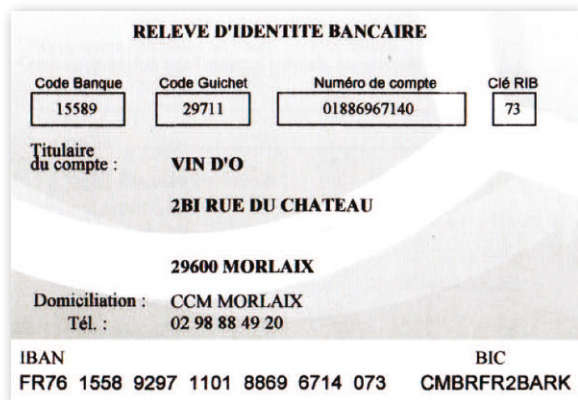 RELEVE D'IDENTITE BANCAIRE
Code Banque Code Guichet Numéro de compte Clé RIB
15589 29711 01886967140 73
Titulaire
du compte : VIN D'O
2BI RUE DU CHATEAU
29600 MORLAIX
Domiciliation : CCM MORLAIX
Tél. : 02 98 88 49 20
IBAN BIC
FR76 1558 9297 1101 8869 6714 073 CMBRFR2BARK